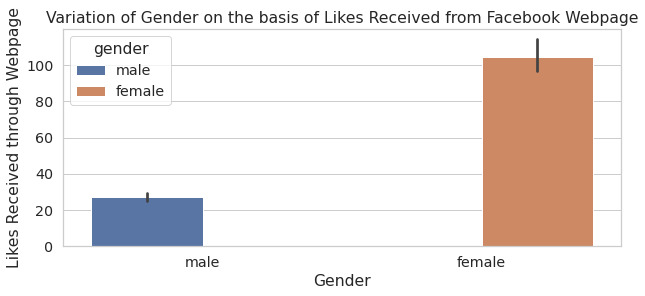 Variation of Gender on the basis of Likes Received from Facebook Webpage
Likes Received through Webpage
100
80
60
40
20
0
gender
male
female
male female
Gender